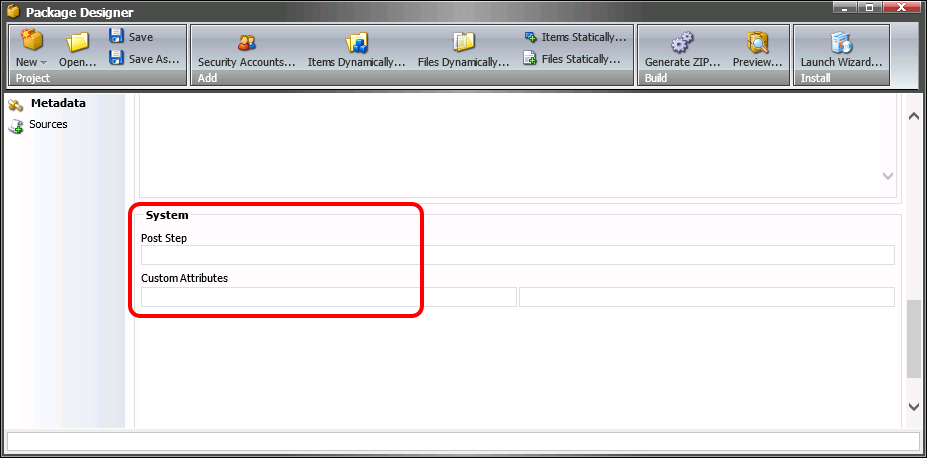 Package Designer
New
Open...
Save
Save As...
Project
Security Accounts...
Items Dynamically...
Files Dynamically...
Items Statically...
Files Statically...
Add
Generate ZIP...
Preview...
Build
Launch Wizard...
Install
Metadata
Sources
System
Post Step
Custom Attributes